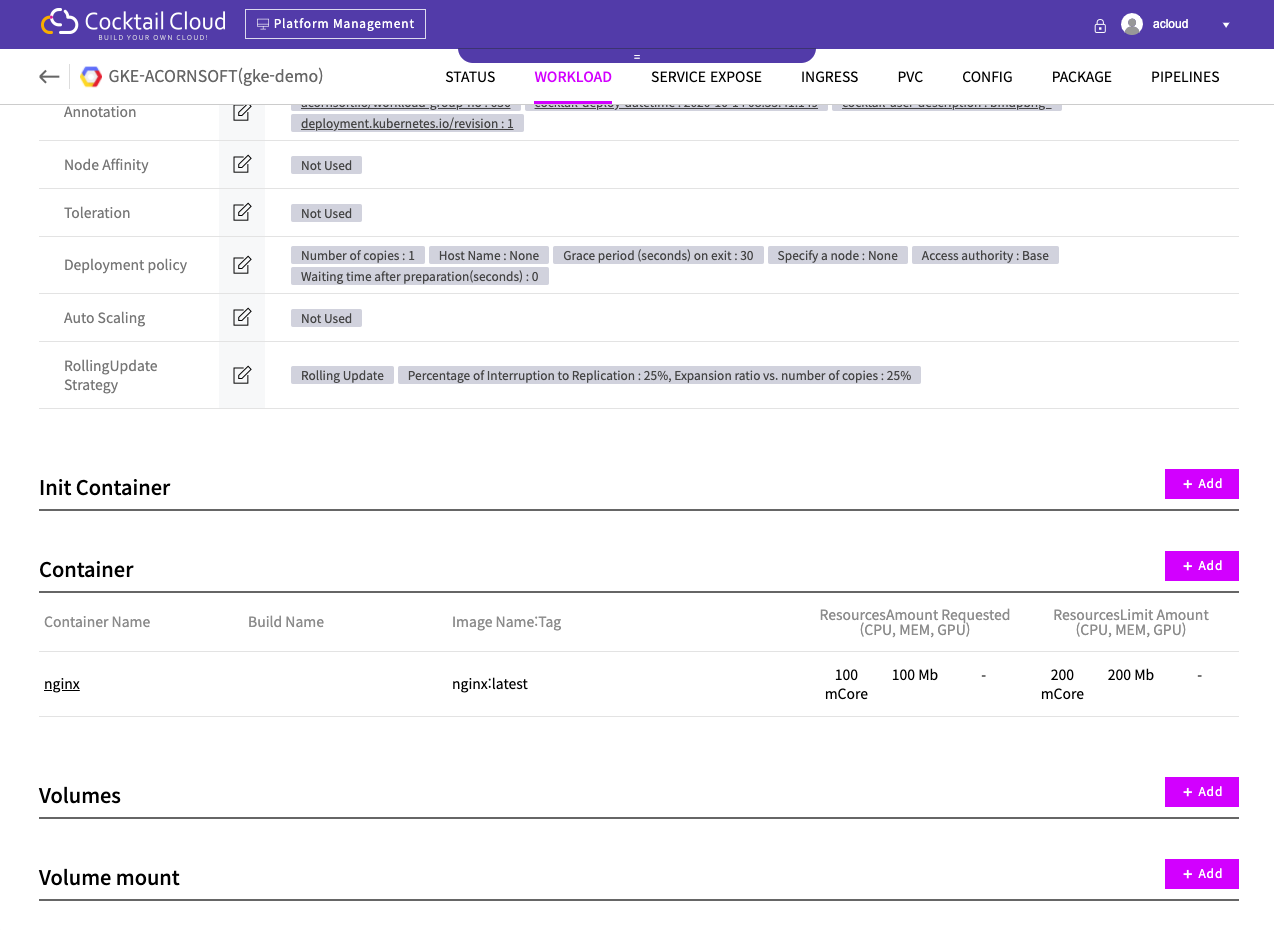 Cocktail Cloud
BUILD YOUR OWN CLOUD!
Platform Management
acloud
GKE-ACORNSOFT(gke-demo)
STATUS
WORKLOAD
SERVICE EXPOSE
INGRESS
PVC
CONFIG
PACKAGE
PIPELINES
Annotation
deployment.kubernetes.io/revision : 1
Node Affinity
Not Used
Toleration
Not Used
Deployment policy
Number of copies : 1
Host Name : None
Grace period (seconds) on exit : 30
Specify a node : None
Access authority : Base
Waiting time after preparation(seconds) : 0
Auto Scaling
Not Used
RollingUpdate
Strategy
Rolling Update
Percentage of Interruption to Replication : 25%, Expansion ratio vs. number of copies : 25%
Init Container
+ Add
Container
+ Add
Container Name
Build Name
Image Name:Tag
ResourcesAmount Requested
(CPU, MEM, GPU)
ResourcesLimit Amount
(CPU, MEM, GPU)
nginx
nginx:latest
100
mCore
100 Mb
-
200
mCore
200 Mb
-
Volumes
+ Add
Volume mount
+ Add